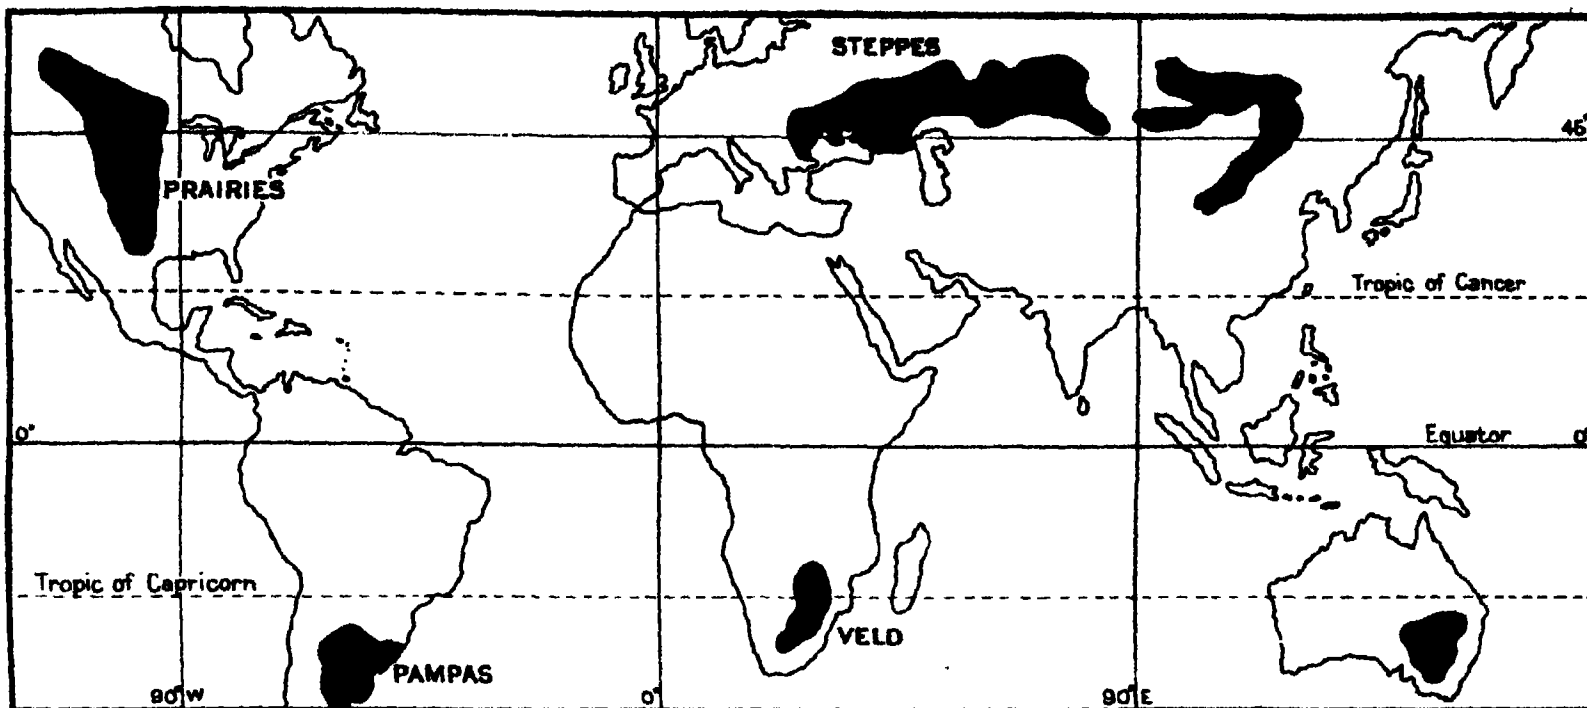 STEPPES
45°
PRAIRIES
Tropic of Cancer
0°
Equator
0°
Tropic of Capricorn
VELD
PAMPAS
90°W
0°
90°E